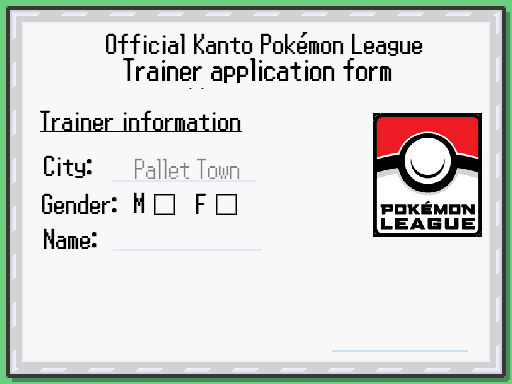 Official Kanto Pokémon League
Trainer application form
Trainer information
City: Pallet Town
Gender: M F
Name:
POKÉMON
LEAGUE